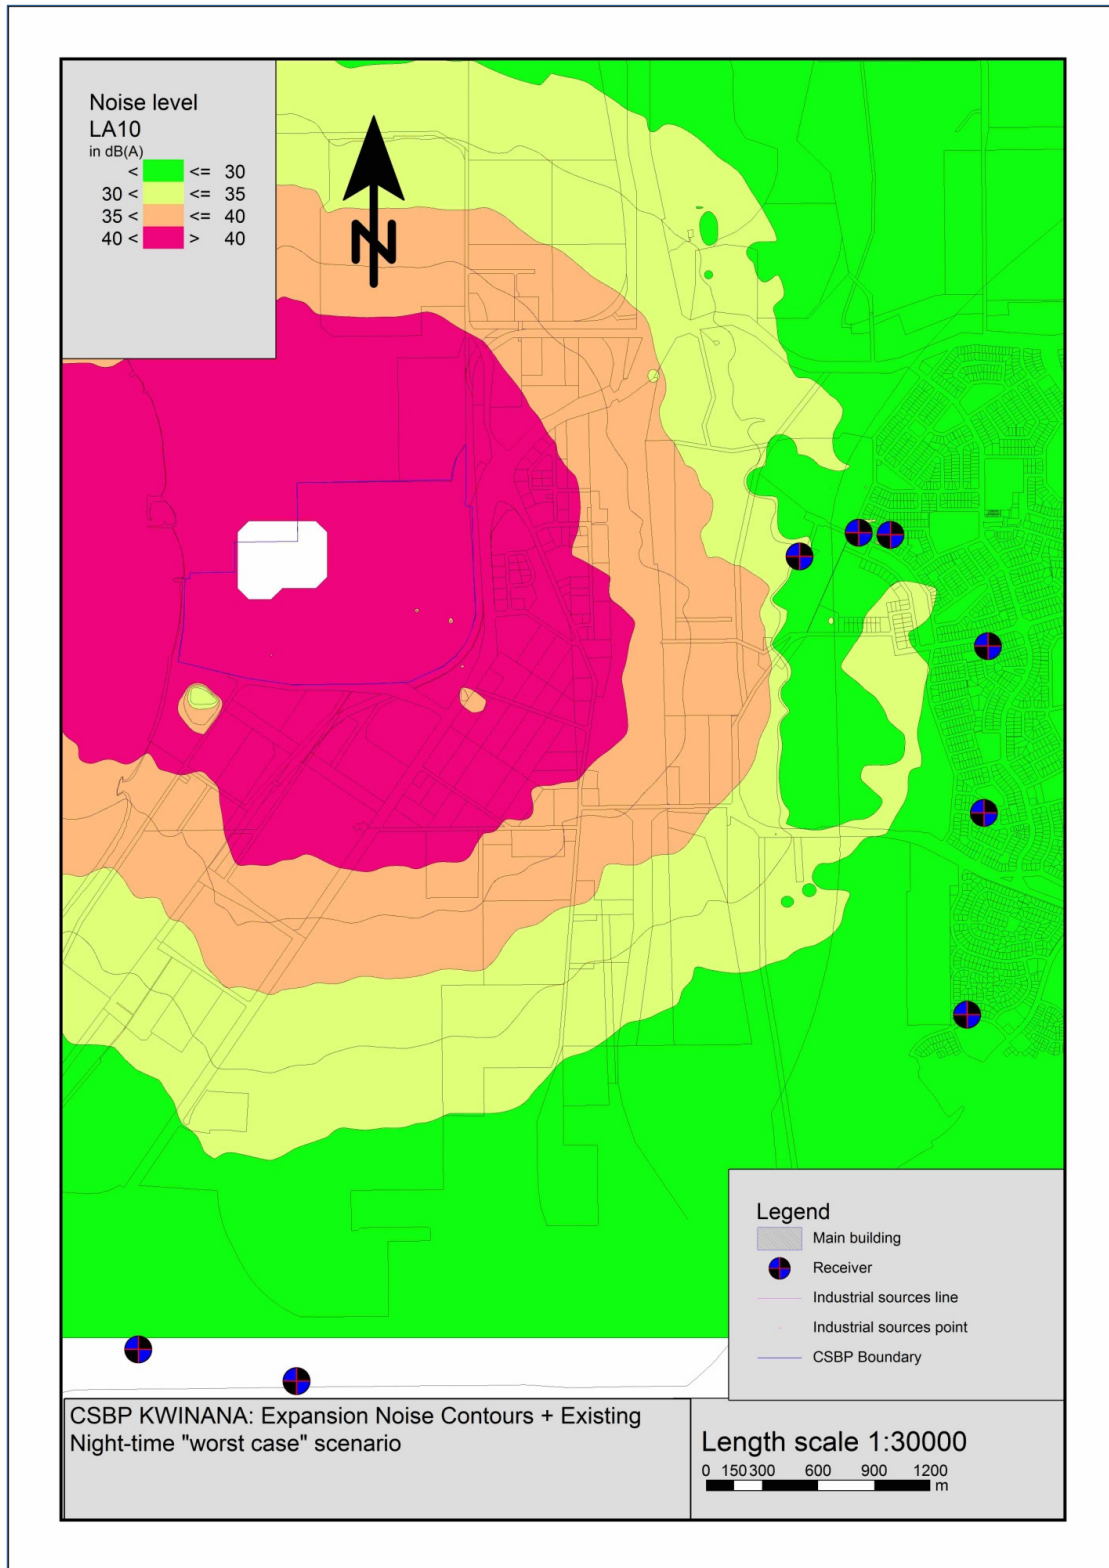 Noise level
LA10
in dB(A)
< <= 30
30 < <= 35
35 < <= 40
40 < > 40
N
Legend
Main building
Receiver
Industrial sources line
Industrial sources point
CSBP Boundary
CSBP KWINANA: Expansion Noise Contours + Existing
Night-time "worst case" scenario
Length scale 1:30000
0 150 300 600 900 1200
m